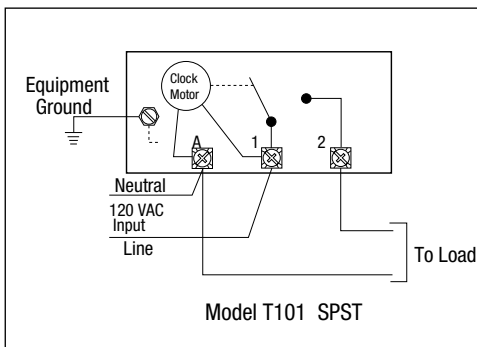 Equipment
Ground
Clock
Motor
A
1
2
Neutral
120 VAC
Input
Line
To Load
Model T101 SPST